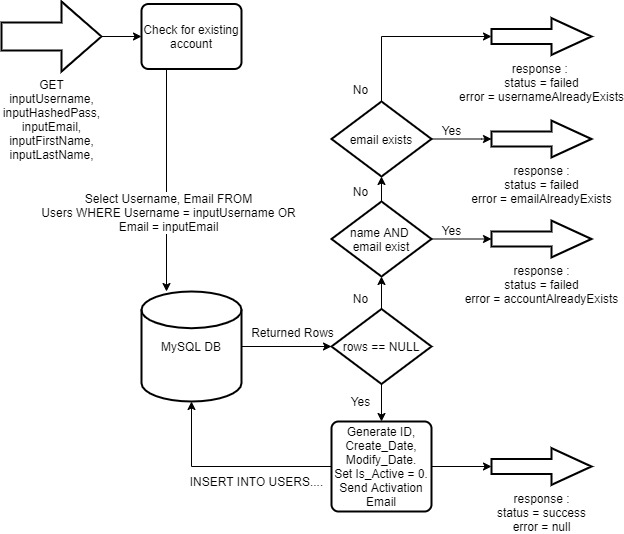 Check for existing
account
GET
inputUsername,
inputHashedPass,
inputEmail,
inputFirstName,
inputLastName,
Select Username, Email FROM
Users WHERE Username = inputUsername OR
Email = inputEmail
MySQL DB
Returned Rows
rows == NULL
No
Yes
name AND
email exist
No
Yes
email exists
No
Yes
response :
status = failed
error = usernameAlreadyExists
response :
status = failed
error = emailAlreadyExists
response :
status = failed
error = accountAlreadyExists
Generate ID,
Create_Date,
Modify_Date.
Set Is_Active = 0.
Send Activation
Email
INSERT INTO USERS....
response :
status = success
error = null